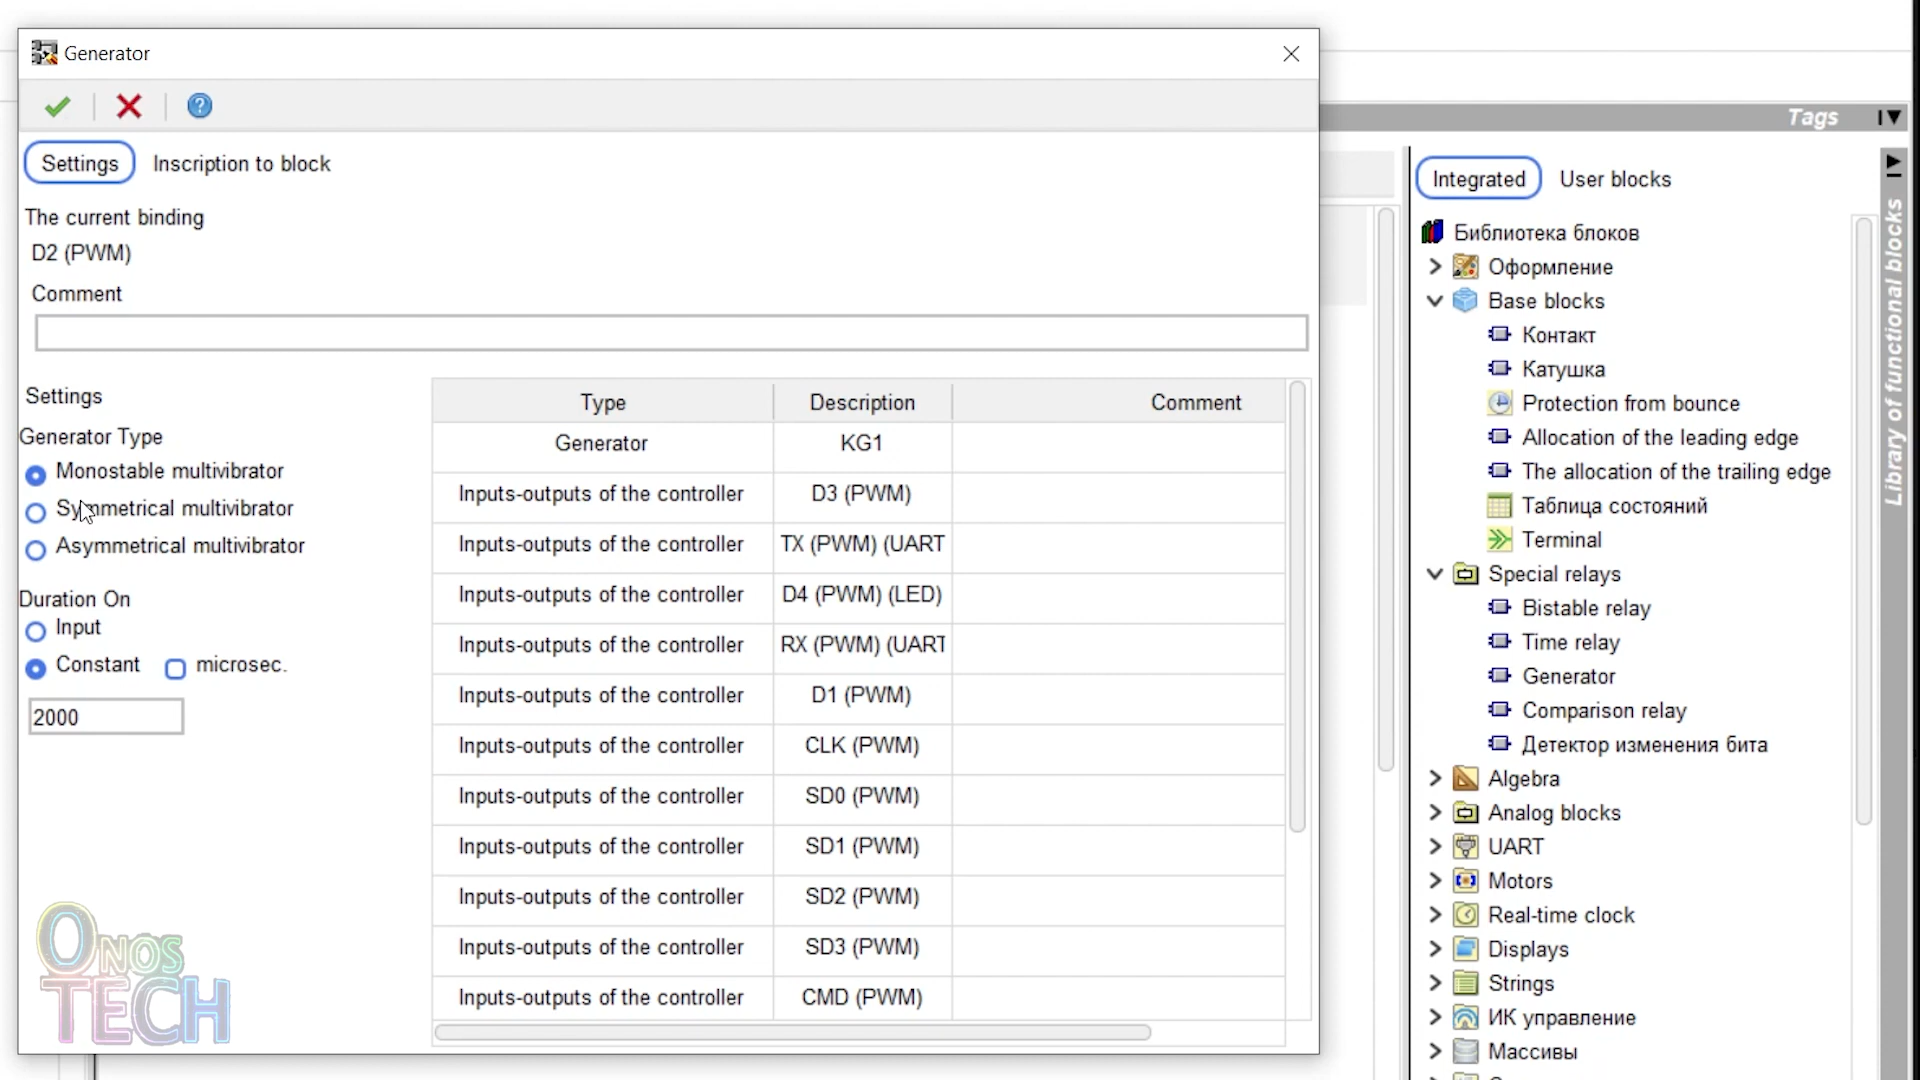 Generator
Settings
Inscription to block
The current binding
D2 (PWM)
Comment
Settings
Generator Type
Monostable multivibrator
Symmetrical multivibrator
Asymmetrical multivibrator
Duration On
Input
Constant
microsec.
2000
Type Description Comment
Generator KG1
Inputs-outputs of the controller D3 (PWM)
Inputs-outputs of the controller TX (PWM) (UART
Inputs-outputs of the controller D4 (PWM) (LED)
Inputs-outputs of the controller RX (PWM) (UART
Inputs-outputs of the controller D1 (PWM)
Inputs-outputs of the controller CLK (PWM)
Inputs-outputs of the controller SD0 (PWM)
Inputs-outputs of the controller SD1 (PWM)
Inputs-outputs of the controller SD2 (PWM)
Inputs-outputs of the controller SD3 (PWM)
Inputs-outputs of the controller CMD (PWM)
ONOS
TECH
Tags
Integrated
User blocks
Библиотека блоков
Оформление
Base blocks
Контакт
Катушка
Protection from bounce
Allocation of the leading edge
The allocation of the trailing edge
Таблица состояний
Terminal
Special relays
Bistable relay
Time relay
Generator
Comparison relay
Детектор изменения бита
Algebra
Analog blocks
UART
Motors
Real-time clock
Displays
Strings
ИК управление
Массивы
Library of functional blocks